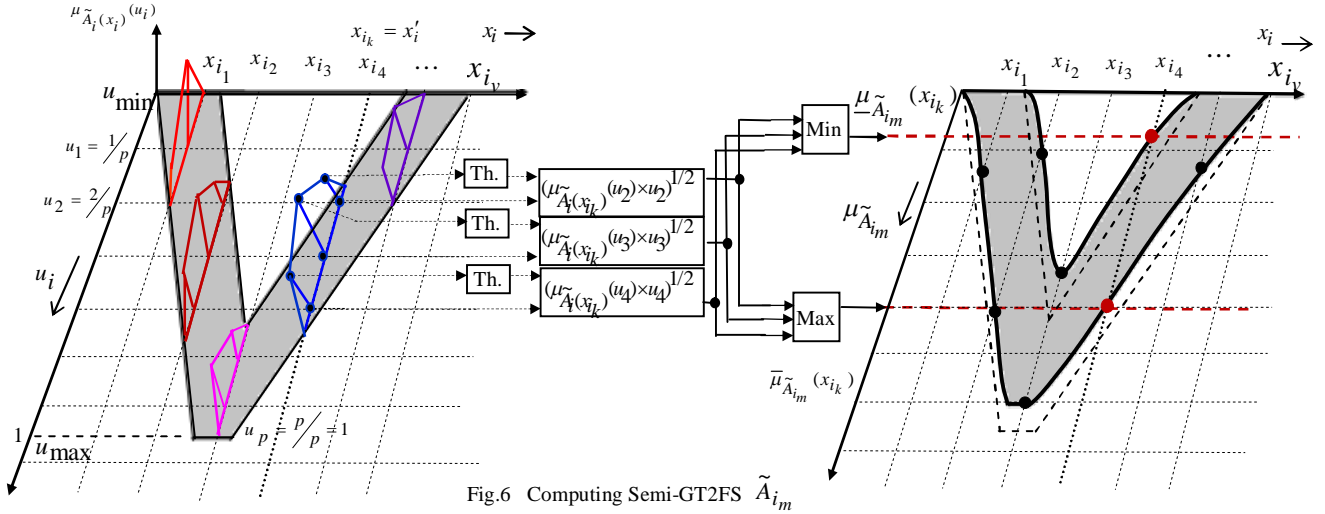 μ_{Ã_i(x_i)}(u_i)
x_{i_k} = x′_i
x_i →
x_{i_1} x_{i_2} x_{i_3} x_{i_4} ... x_{i_v}
u_min
u_1 = 1/p
u_2 = 2/p
u_i
u_p = p/p = 1
1
u_max
Th.
Th.
Th.
(μ_{Ã_i(x_{i_k})}(u_2)×u_2)^{1/2}
(μ_{Ã_i(x_{i_k})}(u_3)×u_3)^{1/2}
(μ_{Ã_i(x_{i_k})}(u_4)×u_4)^{1/2}
Min
Max
μ̲_{Ã_{i_m}}(x_{i_k})
x_i →
x_{i_1} x_{i_2} x_{i_3} x_{i_4} ... x_{i_v}
μ_{Ã_{i_m}}
μ̅_{Ã_{i_m}}(x_{i_k})
Fig.6 Computing Semi-GT2FS Ã_{i_m}